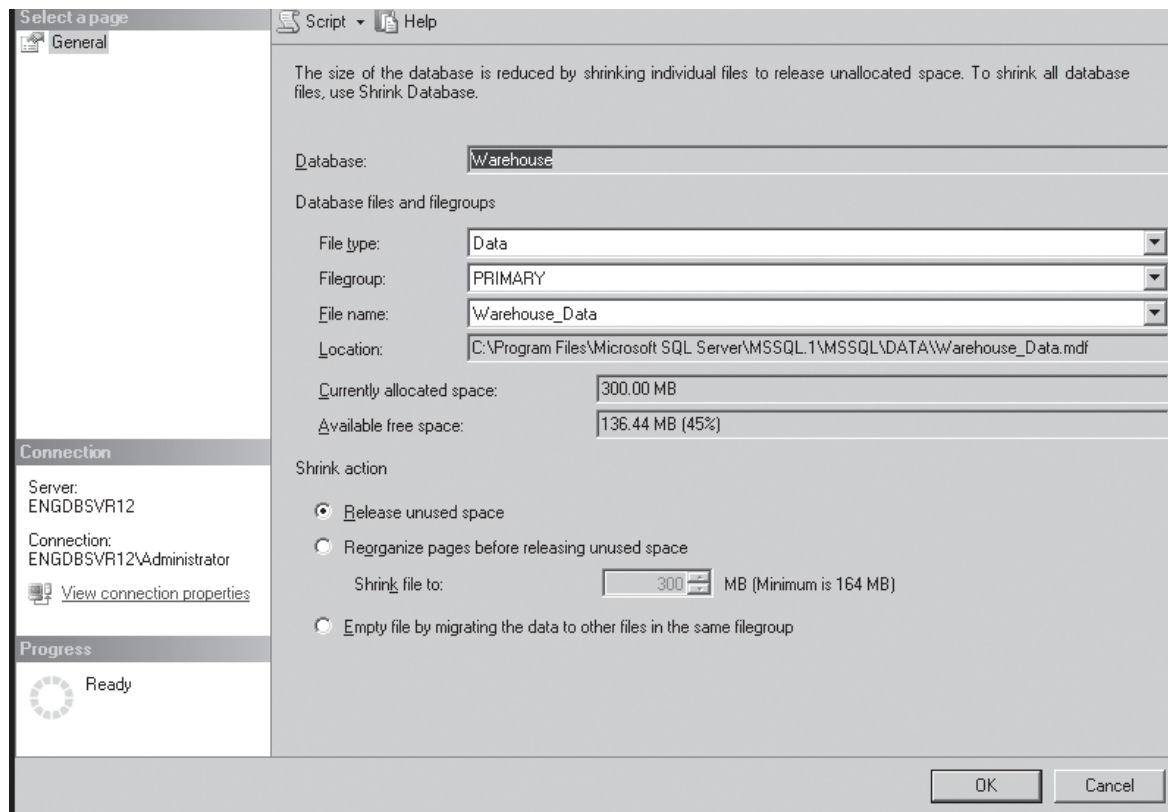 Select a page
General
Script
Help
The size of the database is reduced by shrinking individual files to release unallocated space. To shrink all database
files, use Shrink Database.
Database:
Warehouse
Database files and filegroups
File type:
Data
Filegroup:
PRIMARY
File name:
Warehouse_Data
Location:
C:\Program Files\Microsoft SQL Server\MSSQL.1\MSSQL\DATA\Warehouse_Data.mdf
Currently allocated space:
300.00 MB
Available free space:
136.44 MB (45%)
Shrink action
Release unused space
Reorganize pages before releasing unused space
Shrink file to:
300
MB (Minimum is 164 MB)
Empty file by migrating the data to other files in the same filegroup
Connection
Server:
ENGDBSVR12
Connection:
ENGDBSVR12\Administrator
View connection properties
Progress
Ready
OK
Cancel